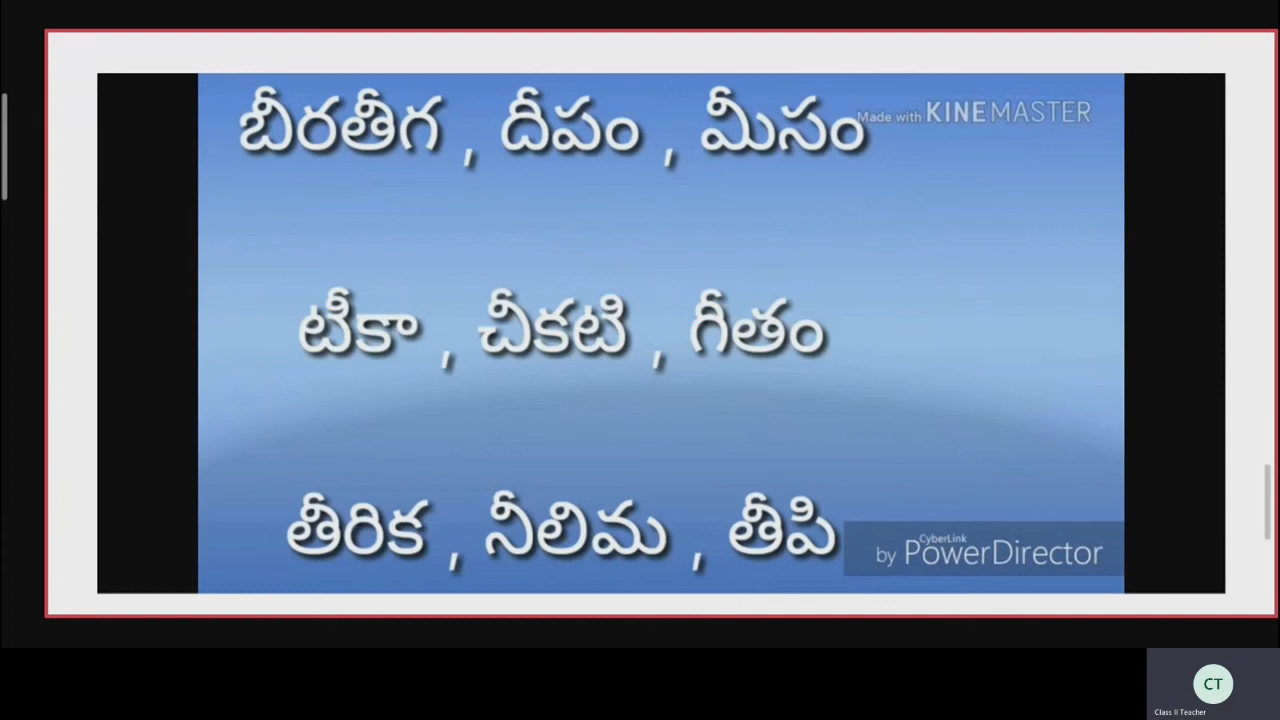 బీరతీగ , దీపం , మీసం
Made with KINEMASTER
టీకా , చీకటి , గీతం
తీరిక , నీలిమ , తీపి
CyberLink
by PowerDirector
CT
Class II Teacher